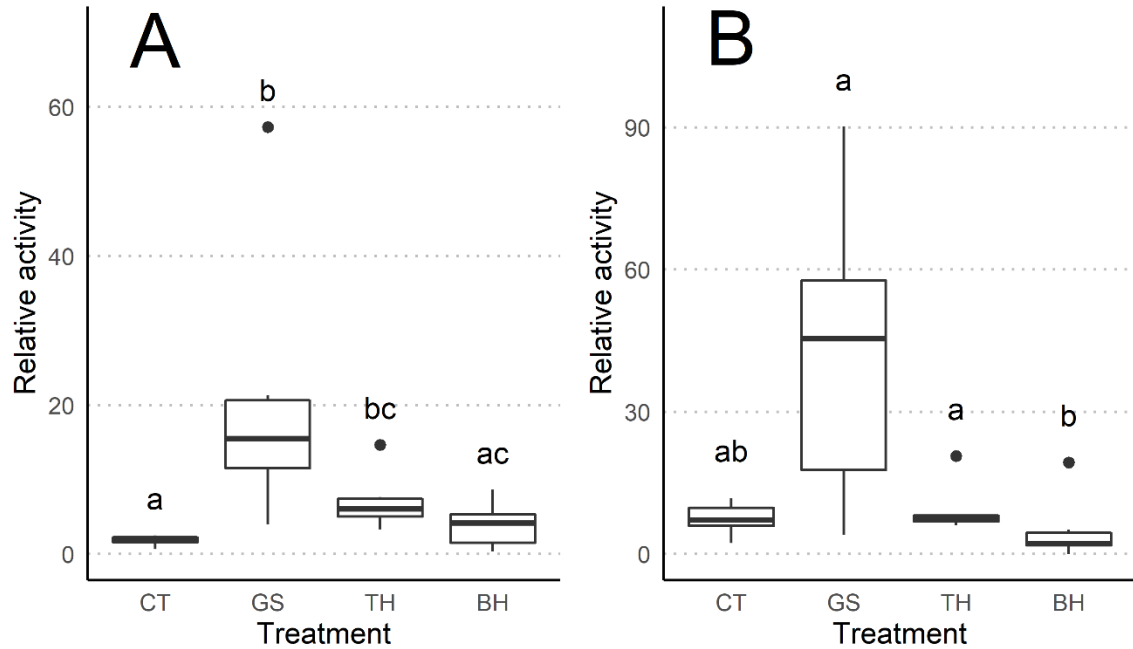 A
Relative activity
60
40
20
0
a
b
bc
ac
CT GS TH BH
Treatment
B
Relative activity
90
60
30
0
ab
a
a
b
CT GS TH BH
Treatment